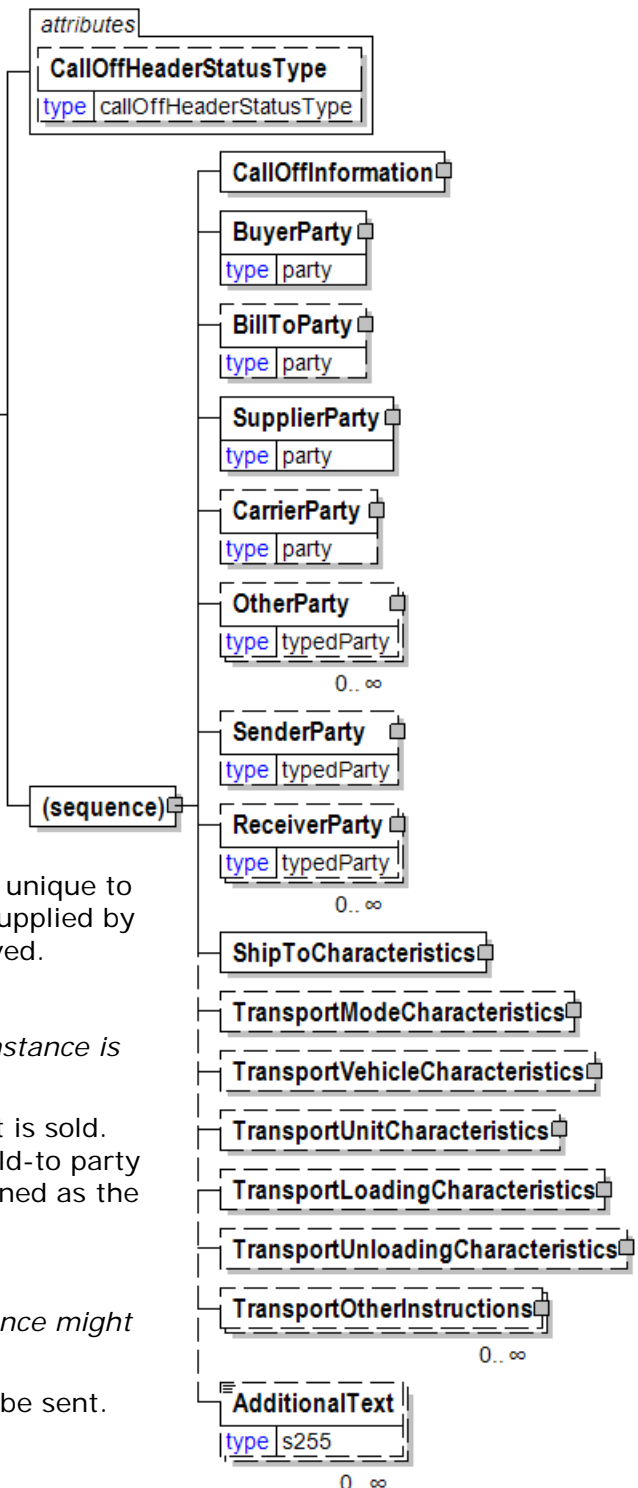 attributes
CallOffHeaderStatusType
type callOffHeaderStatusType
CallOffInformation
BuyerParty
type party
BillToParty
type party
SupplierParty
type party
CarrierParty
type party
OtherParty
type typedParty
0.. ∞
SenderParty
type typedParty
(sequence)
ReceiverParty
type typedParty
0.. ∞
unique to
upplied by
ved.
ShipToCharacteristics
TransportModeCharacteristics
nstance is
TransportVehicleCharacteristics
t is sold.
TransportUnitCharacteristics
ld-to party
ned as the
TransportLoadingCharacteristics
TransportUnloadingCharacteristics
nce might
TransportOtherInstructions
0.. ∞
be sent.
AdditionalText
type s255
0.. ∞